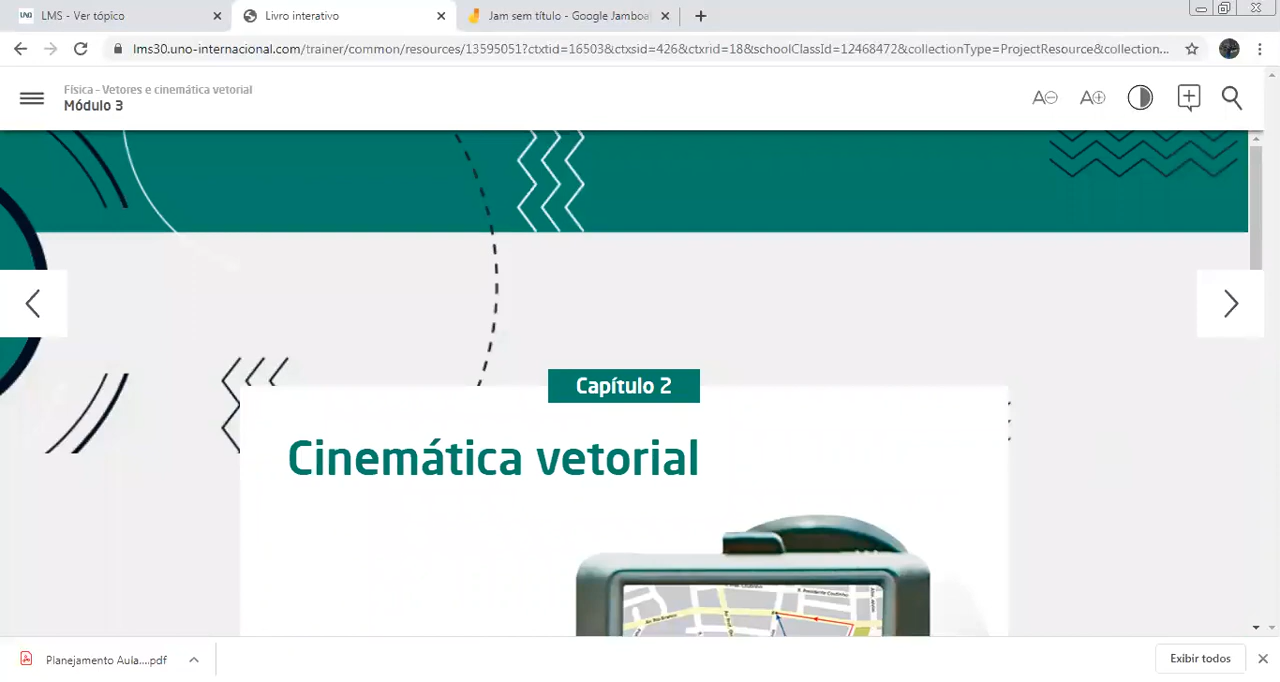 LMS - Ver tópico
Livro interativo
Jam sem título - Google Jamboa
lms30.uno-internacional.com/trainer/common/resources/13595051?ctxtid=16503&ctxsid=426&ctxrid=18&schoolClassId=12468472&collectionType=ProjectResource&collection...
Física – Vetores e cinemática vetorial
Módulo 3
A
A
Capítulo 2
Cinemática vetorial
Planejamento Aula....pdf
Exibir todos